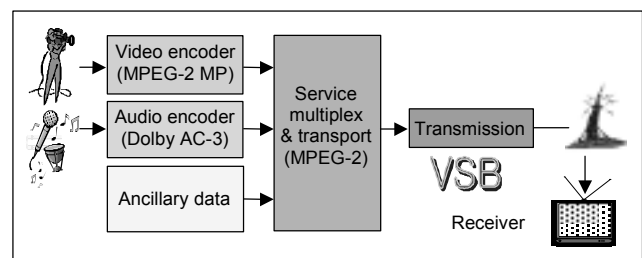 Video encoder
(MPEG-2 MP)
Audio encoder
(Dolby AC-3)
Ancillary data
Service
multiplex
& transport
(MPEG-2)
Transmission
VSB
Receiver